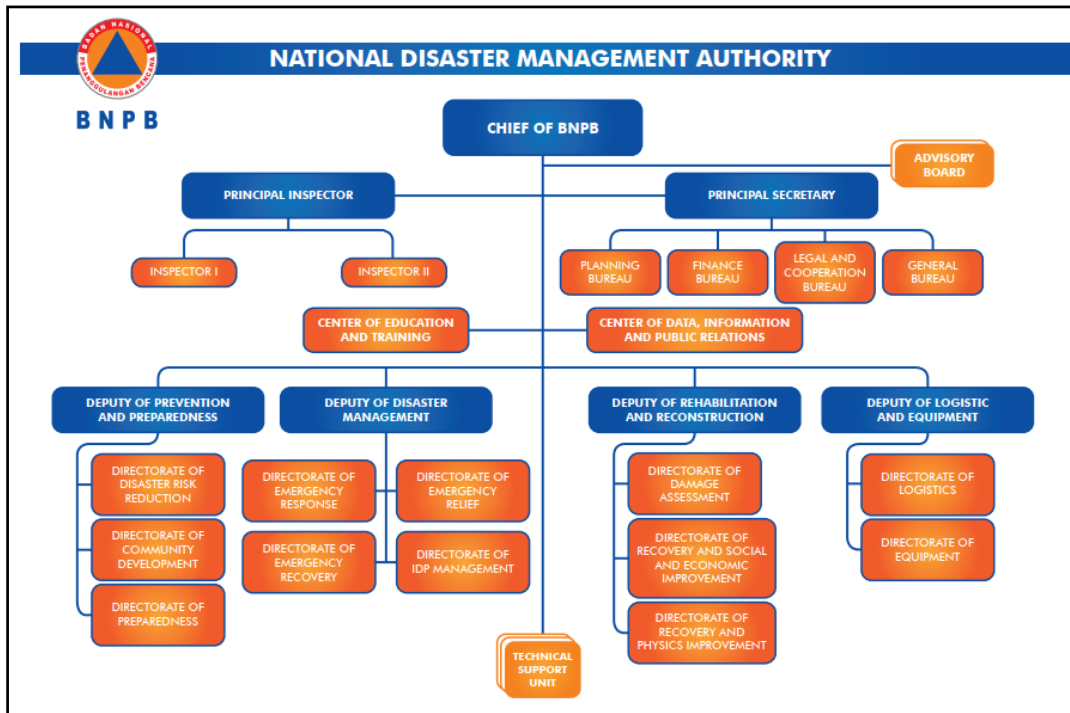 BADAN NASIONAL
PENANGGULANGAN BENCANA
BNPB
NATIONAL DISASTER MANAGEMENT AUTHORITY
CHIEF OF BNPB
ADVISORY
BOARD
PRINCIPAL INSPECTOR
PRINCIPAL SECRETARY
INSPECTOR I
INSPECTOR II
PLANNING
BUREAU
FINANCE
BUREAU
LEGAL AND
COOPERATION
BUREAU
GENERAL
BUREAU
CENTER OF EDUCATION
AND TRAINING
CENTER OF DATA, INFORMATION
AND PUBLIC RELATIONS
DEPUTY OF PREVENTION
AND PREPAREDNESS
DEPUTY OF DISASTER
MANAGEMENT
DEPUTY OF REHABILITATION
AND RECONSTRUCTION
DEPUTY OF LOGISTIC
AND EQUIPMENT
DIRECTORATE OF
DISASTER RISK
REDUCTION
DIRECTORATE OF
COMMUNITY
DEVELOPMENT
DIRECTORATE OF
PREPAREDNESS
DIRECTORATE OF
EMERGENCY
RESPONSE
DIRECTORATE OF
EMERGENCY
RELIEF
DIRECTORATE OF
EMERGENCY
RECOVERY
DIRECTORATE OF
IDP MANAGEMENT
DIRECTORATE OF
DAMAGE
ASSESSMENT
DIRECTORATE OF
RECOVERY AND SOCIAL
AND ECONOMIC
IMPROVEMENT
DIRECTORATE OF
RECOVERY AND
PHYSICS IMPROVEMENT
DIRECTORATE OF
LOGISTICS
DIRECTORATE OF
EQUIPMENT
TECHNICAL
SUPPORT
UNIT